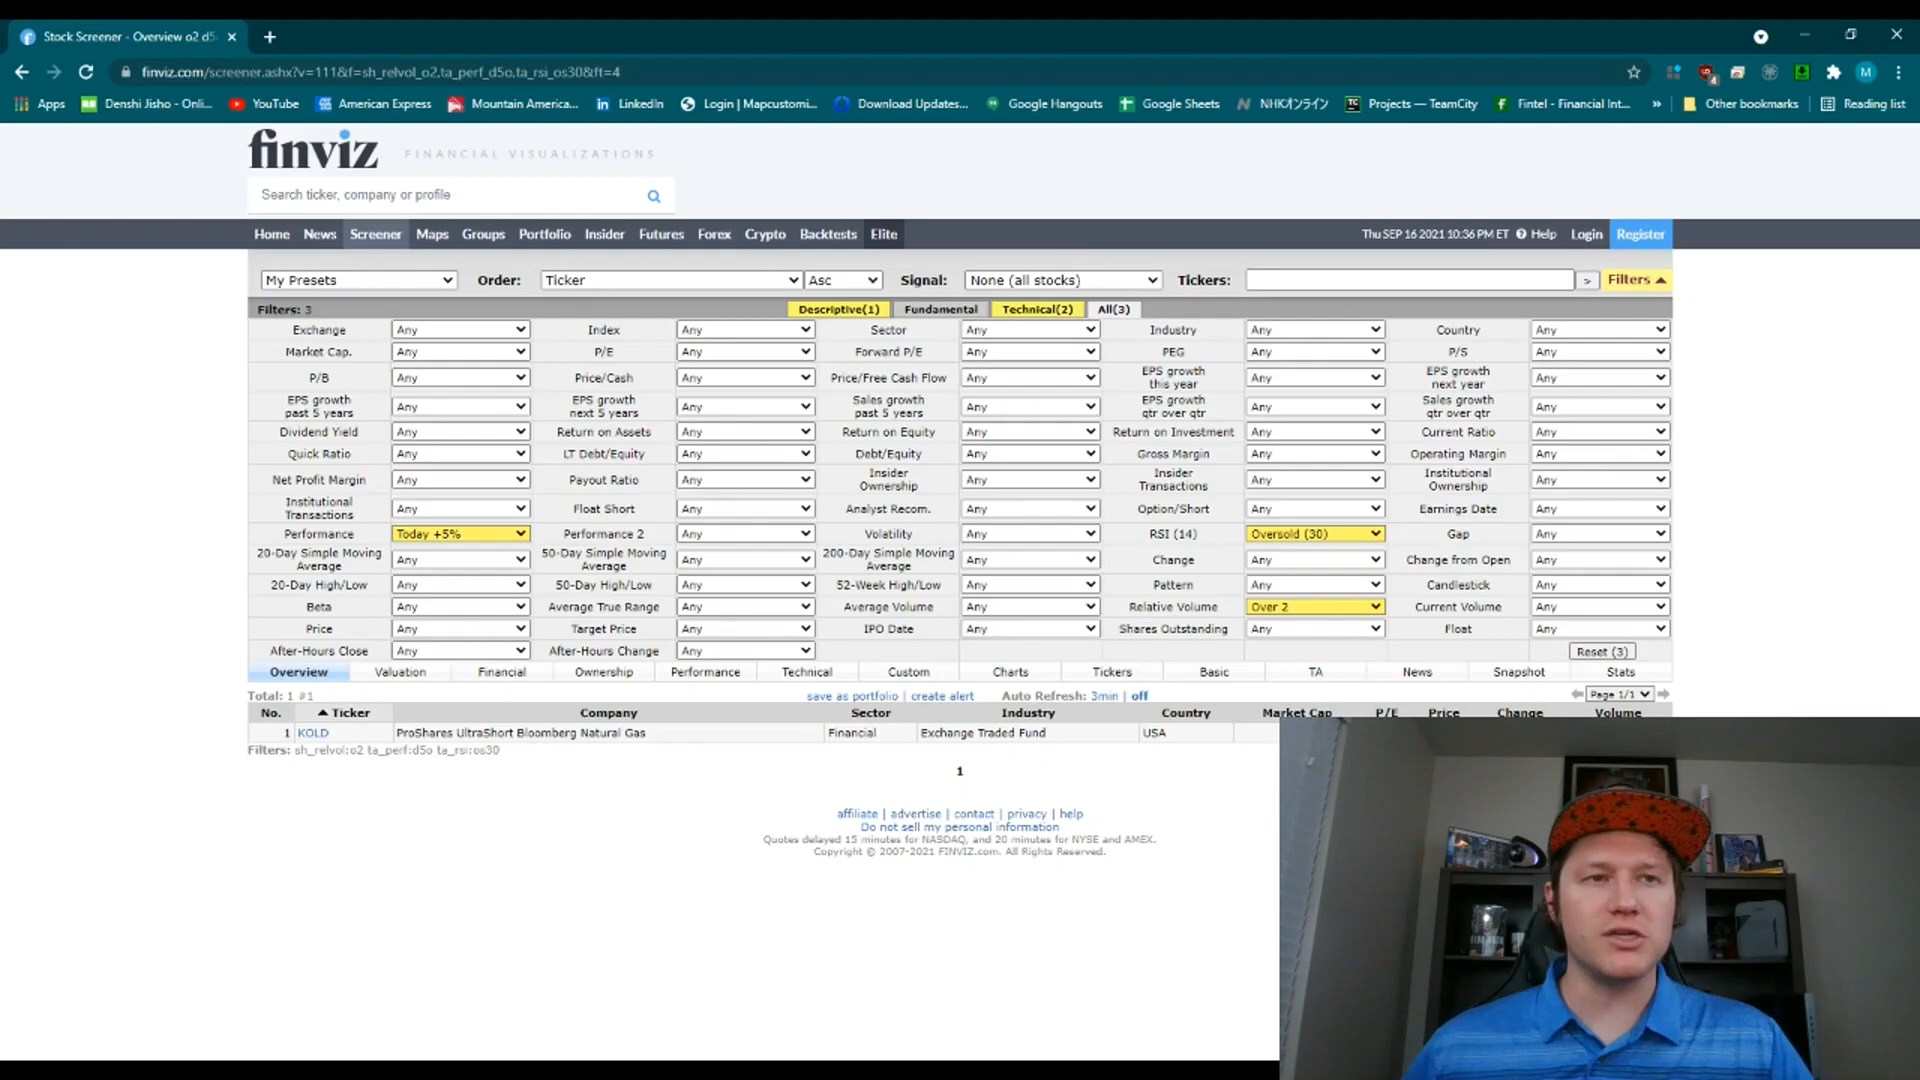 Stock Screener - Overview o2 d5
finviz.com/screener.ashx?v=111&f=sh_relvol_o2,ta_perf_d5o,ta_rsi_os30&ft=4
M
Apps Denshi Jisho - Onli... YouTube American Express Mountain America... LinkedIn Login | Mapcustomi... Download Updates... Google Hangouts Google Sheets NHKオンライン Projects — TeamCity Fintel - Financial Int... » Other bookmarks Reading list
finviz FINANCIAL VISUALIZATIONS
Search ticker, company or profile
Home News Screener Maps Groups Portfolio Insider Futures Forex Crypto Backtests Elite Thu SEP 16 2021 10:36 PM ET Help Login Register
My Presets Order: Ticker Asc Signal: None (all stocks) Tickers: > Filters
Filters: 3 Descriptive(1) Fundamental Technical(2) All(3)
Exchange Any Index Any Sector Any Industry Any Country Any
Market Cap. Any P/E Any Forward P/E Any PEG Any P/S Any
P/B Any Price/Cash Any Price/Free Cash Flow Any EPS growth this year Any EPS growth next year Any
EPS growth past 5 years Any EPS growth next 5 years Any Sales growth past 5 years Any EPS growth qtr over qtr Any Sales growth qtr over qtr Any
Dividend Yield Any Return on Assets Any Return on Equity Any Return on Investment Any Current Ratio Any
Quick Ratio Any LT Debt/Equity Any Debt/Equity Any Gross Margin Any Operating Margin Any
Net Profit Margin Any Payout Ratio Any Insider Ownership Any Insider Transactions Any Institutional Ownership Any
Institutional Transactions Any Float Short Any Analyst Recom. Any Option/Short Any Earnings Date Any
Performance Today +5% Performance 2 Any Volatility Any RSI (14) Oversold (30) Gap Any
20-Day Simple Moving Average Any 50-Day Simple Moving Average Any 200-Day Simple Moving Average Any Change Any Change from Open Any
20-Day High/Low Any 50-Day High/Low Any 52-Week High/Low Any Pattern Any Candlestick Any
Beta Any Average True Range Any Average Volume Any Relative Volume Over 2 Current Volume Any
Price Any Target Price Any IPO Date Any Shares Outstanding Any Float Any
After-Hours Close Any After-Hours Change Any Reset (3)
Overview Valuation Financial Ownership Performance Technical Custom Charts Tickers Basic TA News Snapshot Stats
Total: 1 #1 save as portfolio | create alert Auto Refresh: 3min | off Page 1/1
No. Ticker Company Sector Industry Country Market Cap P/E Price Change Volume
1 KOLD ProShares UltraShort Bloomberg Natural Gas Financial Exchange Traded Fund USA
Filters: sh_relvol:o2 ta_perf:d5o ta_rsi:os30
1
affiliate | advertise | contact | privacy | help
Do not sell my personal information
Quotes delayed 15 minutes for NASDAQ, and 20 minutes for NYSE and AMEX.
Copyright © 2007-2021 FINVIZ.com. All Rights Reserved.